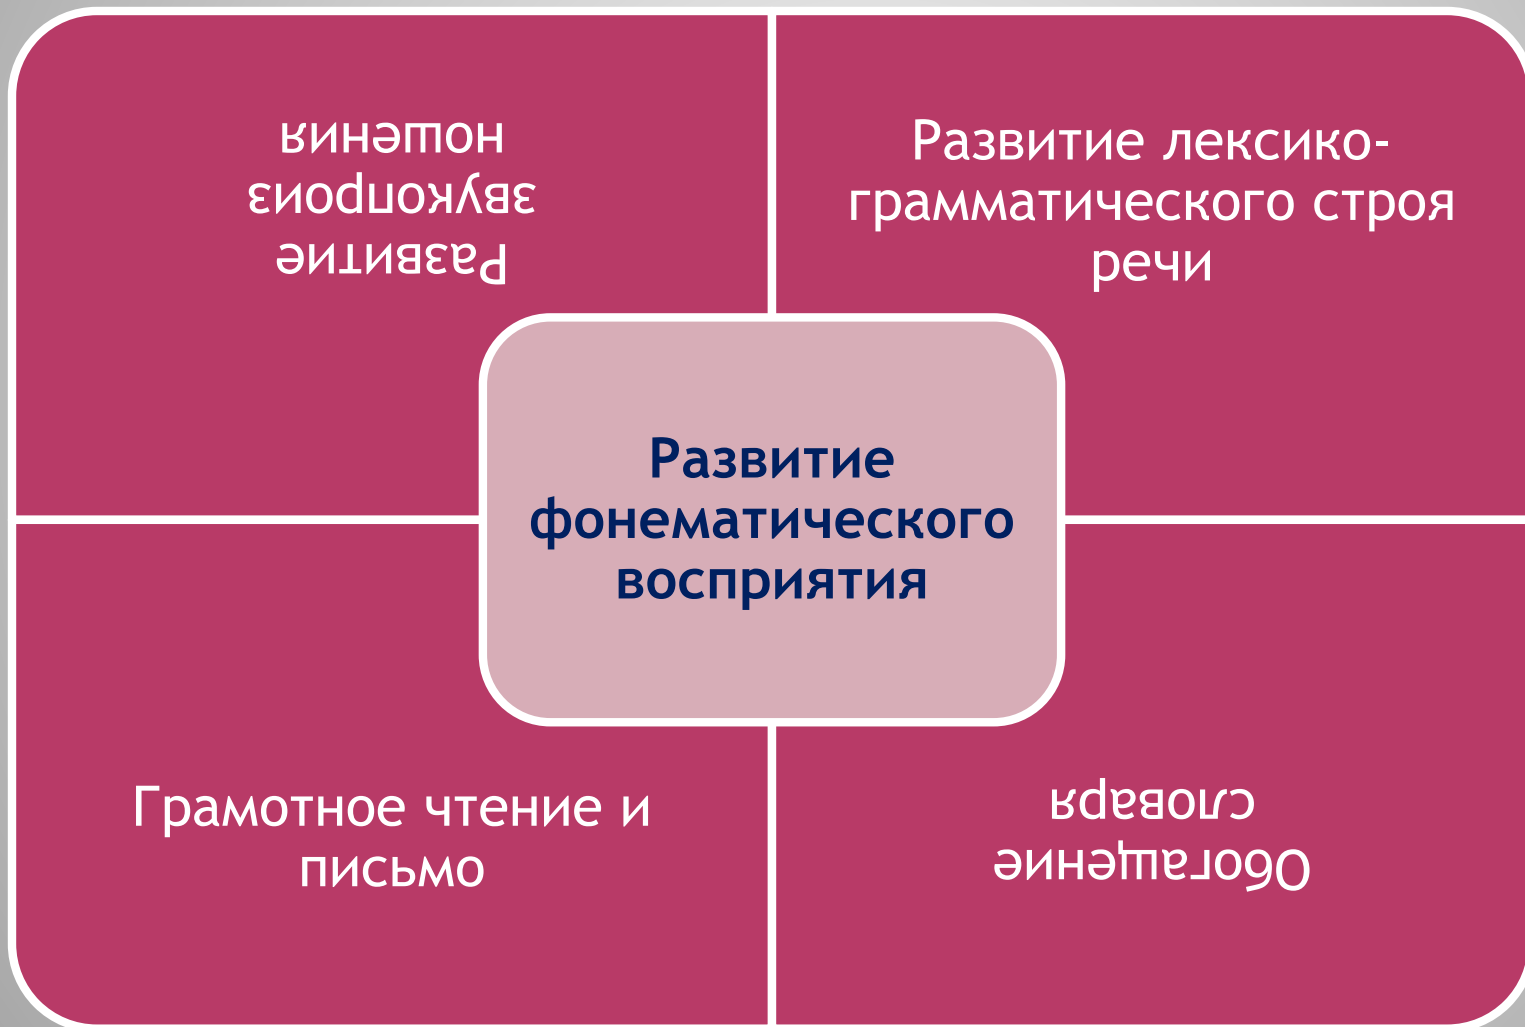 Развитие
звукопроиз
ношения
Развитие лексико-
грамматического строя
речи
Развитие
фонематического
восприятия
Грамотное чтение и
письмо
Обогащение
словаря